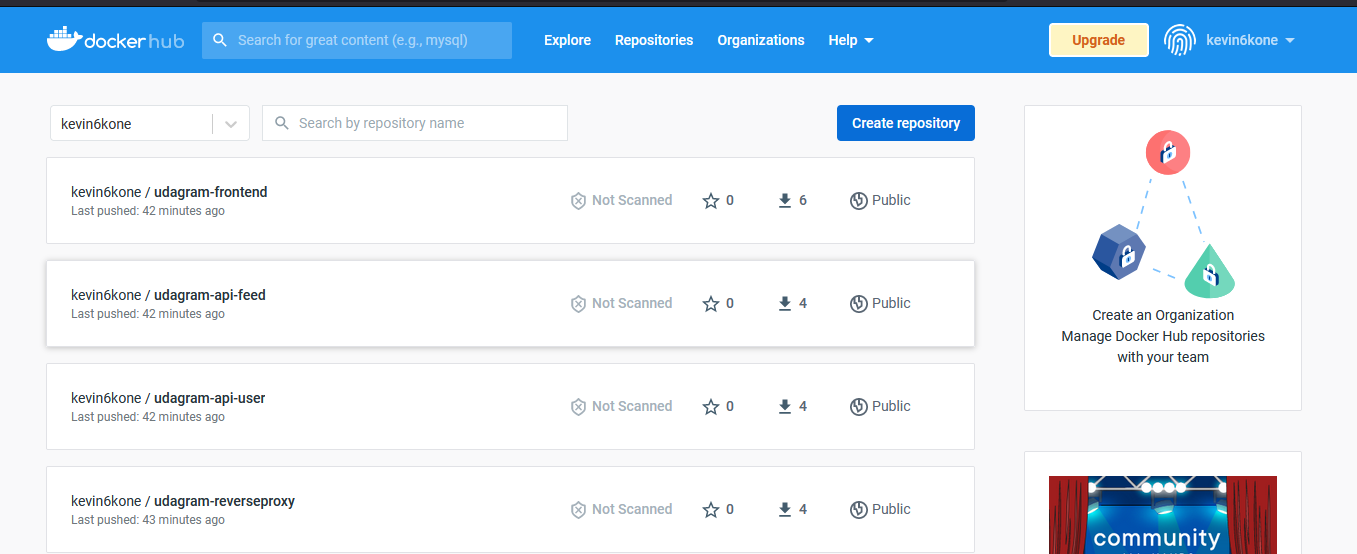 docker hub
Search for great content (e.g., mysql)
Explore
Repositories
Organizations
Help
Upgrade
kevin6kone
kevin6kone
Search by repository name
Create repository
kevin6kone / udagram-frontend
Last pushed: 42 minutes ago
Not Scanned
0
6
Public
kevin6kone / udagram-api-feed
Last pushed: 42 minutes ago
Not Scanned
0
4
Public
kevin6kone / udagram-api-user
Last pushed: 42 minutes ago
Not Scanned
0
4
Public
kevin6kone / udagram-reverseproxy
Last pushed: 43 minutes ago
Not Scanned
0
4
Public
Create an Organization
Manage Docker Hub repositories
with your team
community